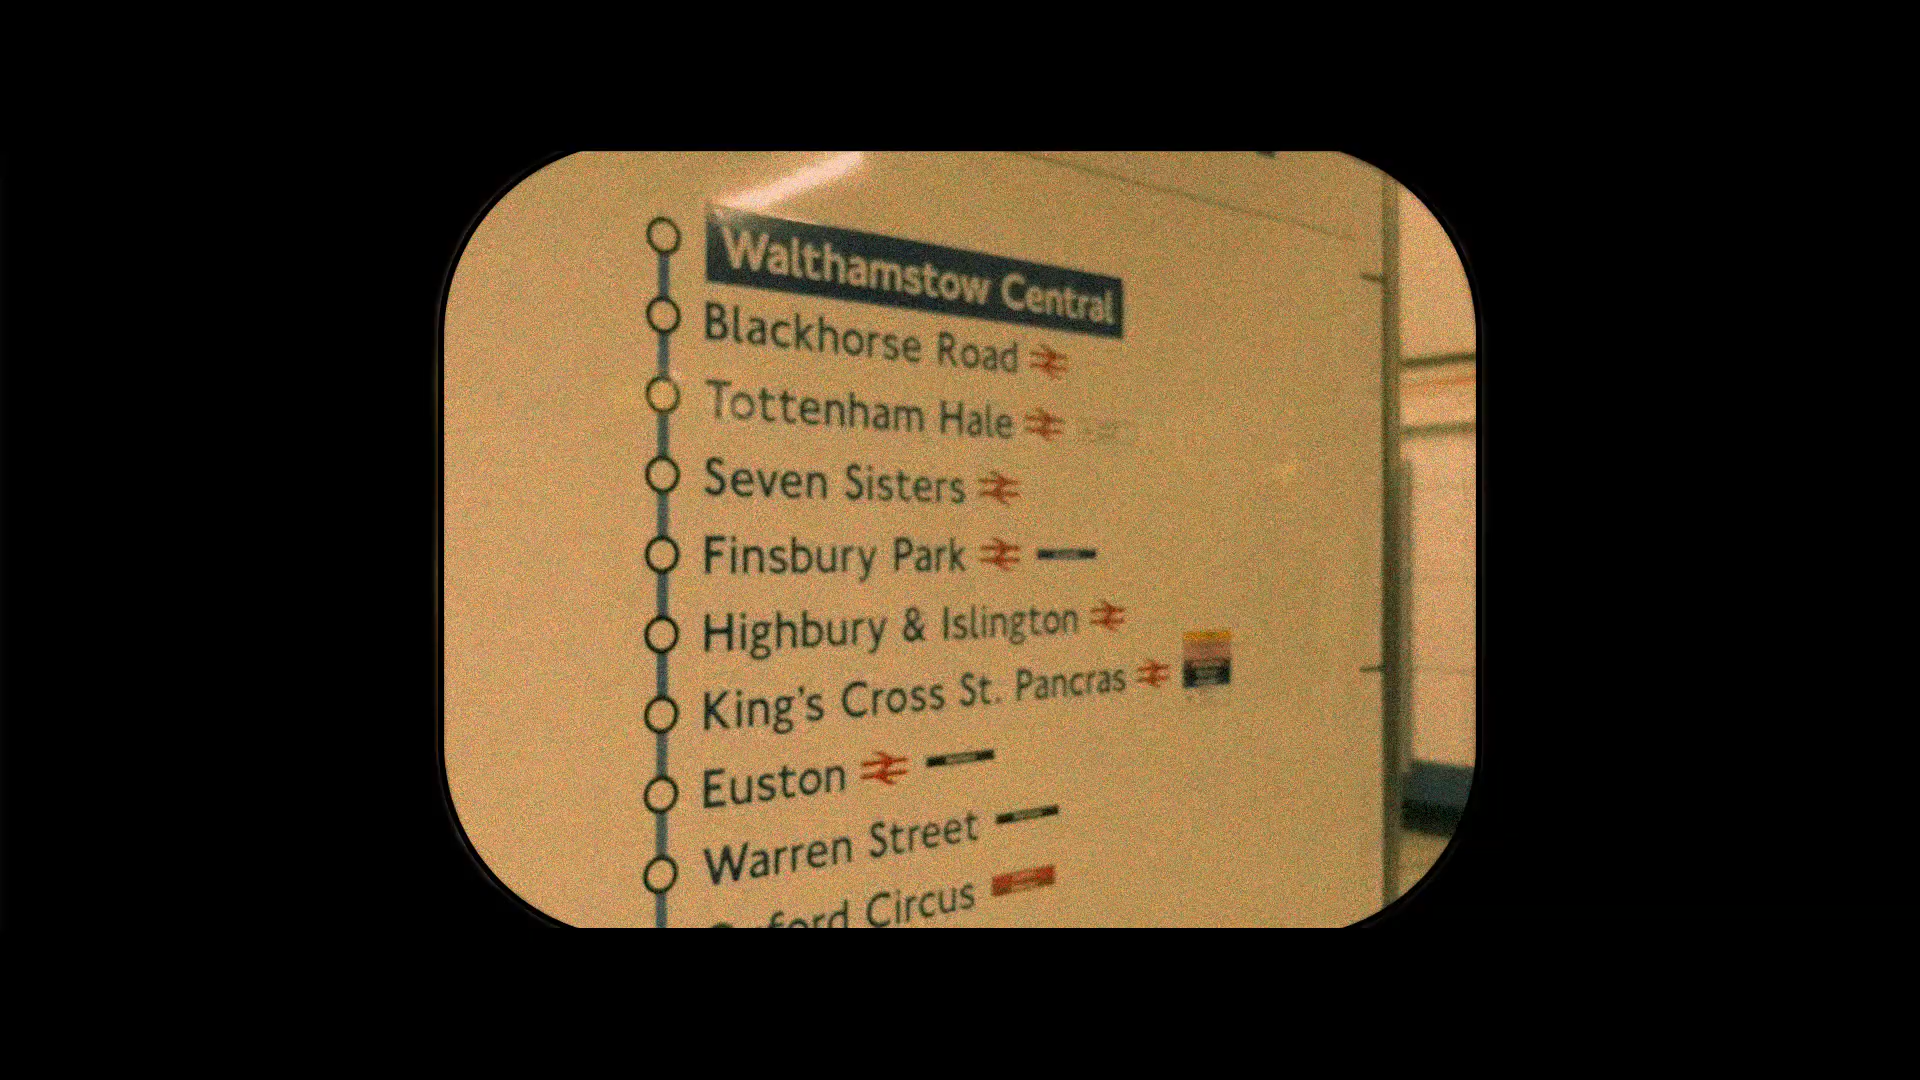 Walthamstow Central
Blackhorse Road
Tottenham Hale
Seven Sisters
Finsbury Park
Highbury & Islington
King's Cross St. Pancras
Euston
Warren Street
Circus